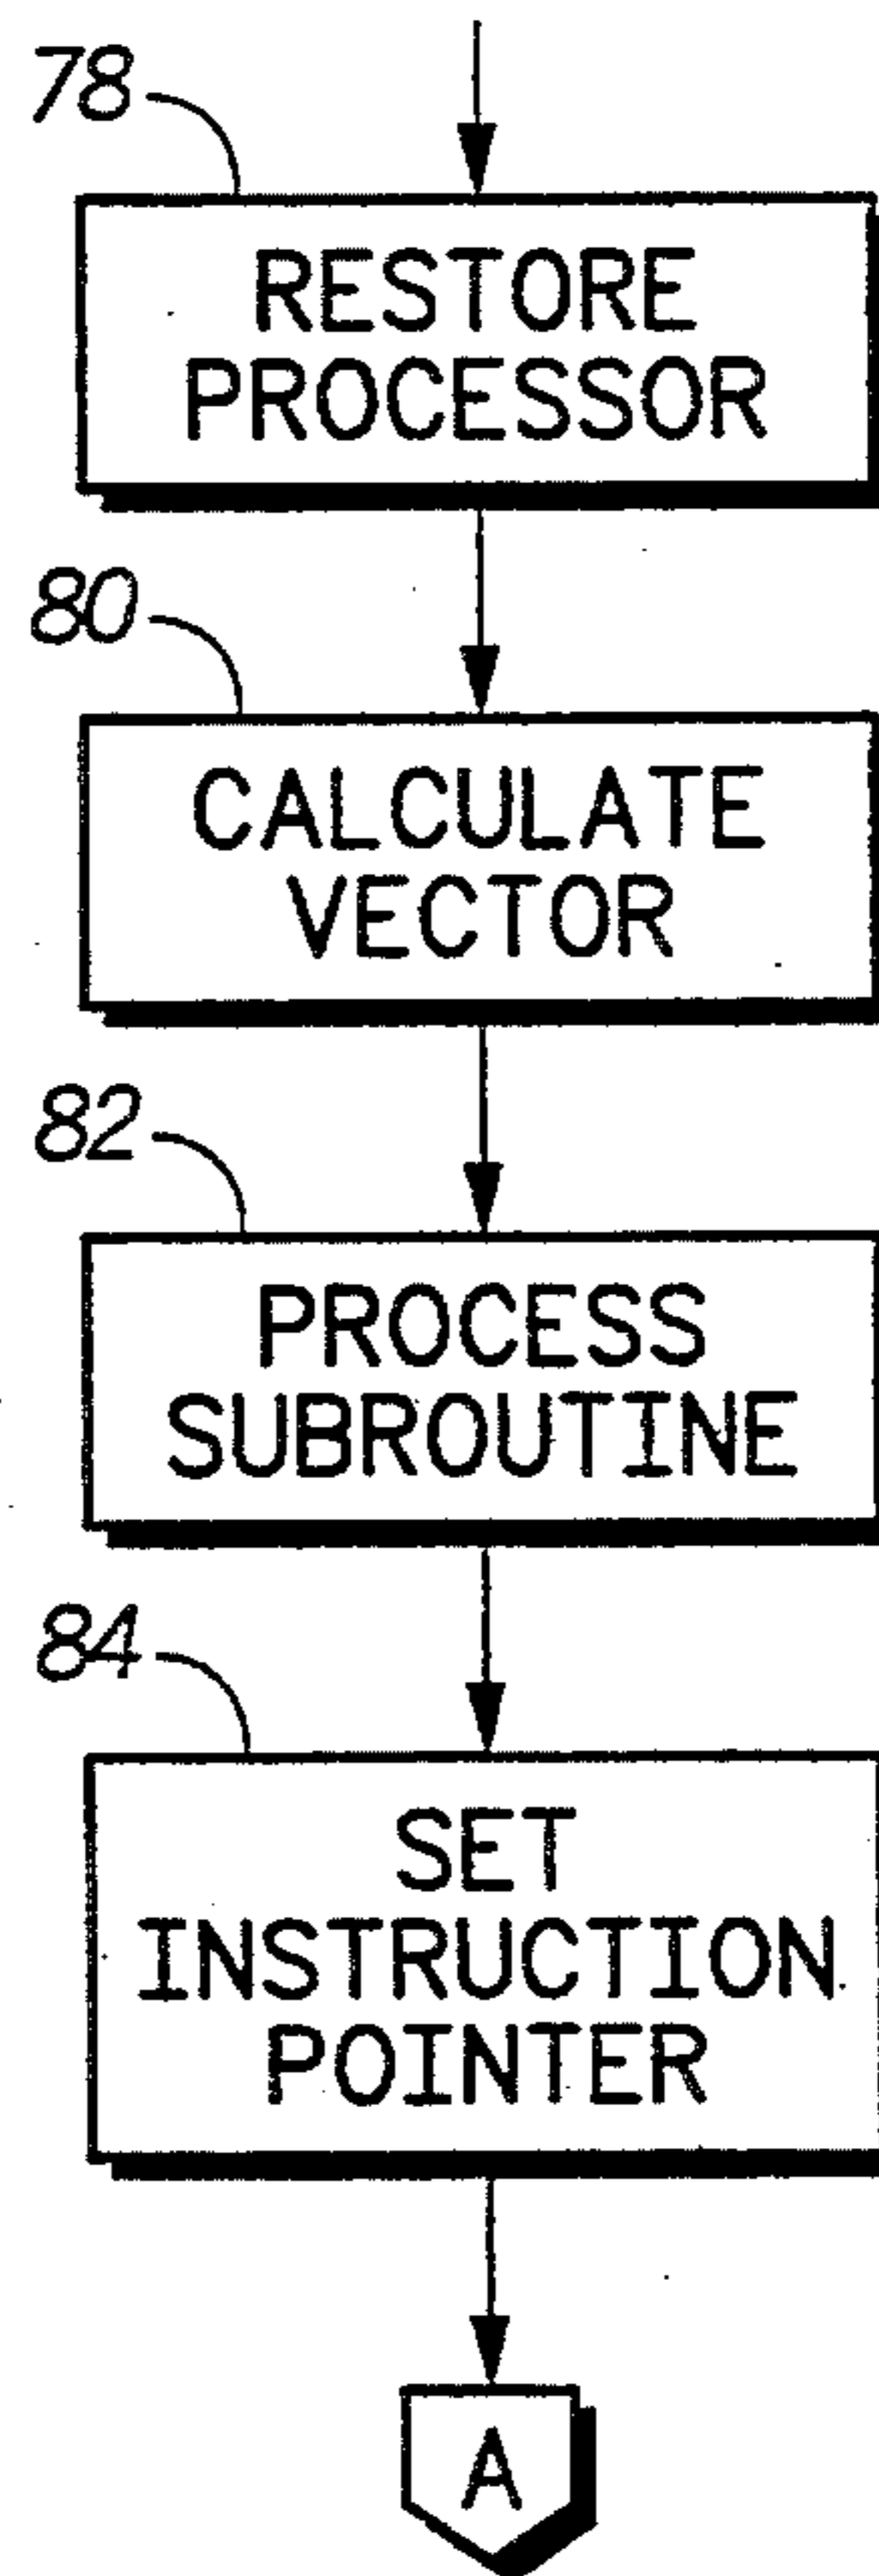 78
RESTORE
PROCESSOR
80
CALCULATE
VECTOR
82
PROCESS
SUBROUTINE
84
SET
INSTRUCTION
POINTER
A